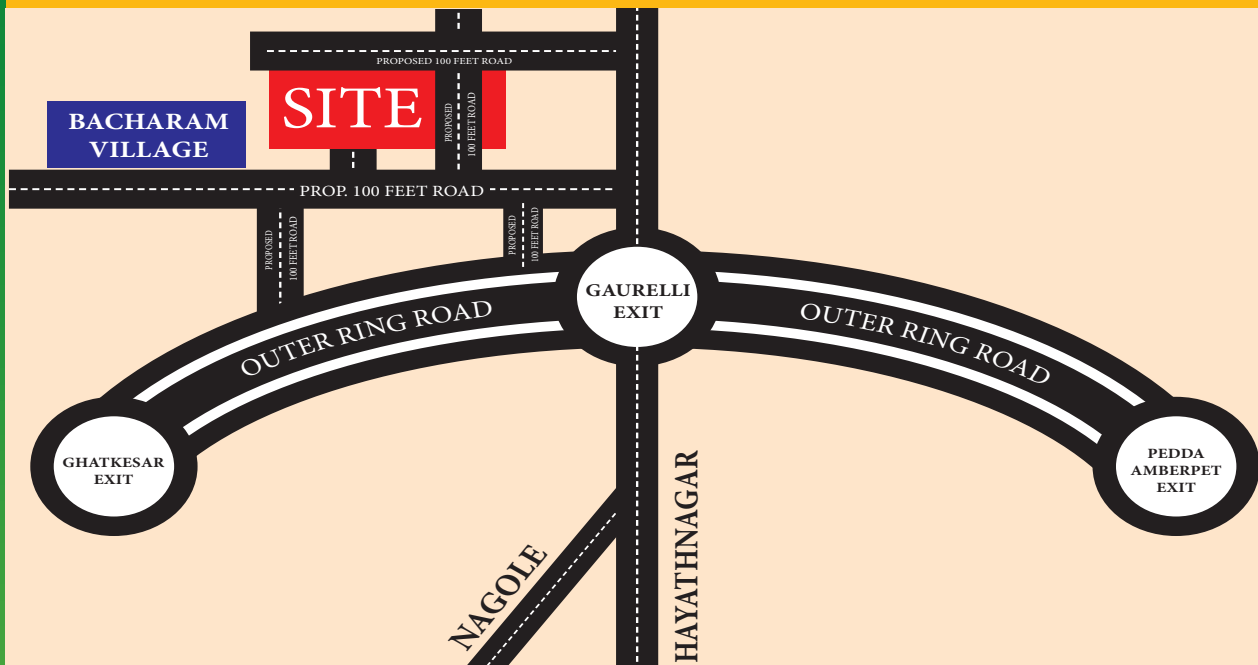 PROPOSED 100 FEET ROAD
SITE
PROPOSED
100 FEET ROAD
BACHARAM
VILLAGE
PROP. 100 FEET ROAD
PROPOSED
100 FEET ROAD
PROPOSED
100 FEET ROAD
GAURELLI
EXIT
OUTER RING ROAD
OUTER RING ROAD
GHATKESAR
EXIT
PEDDA
AMBERPET
EXIT
NAGOLE
HAYATHNAGAR